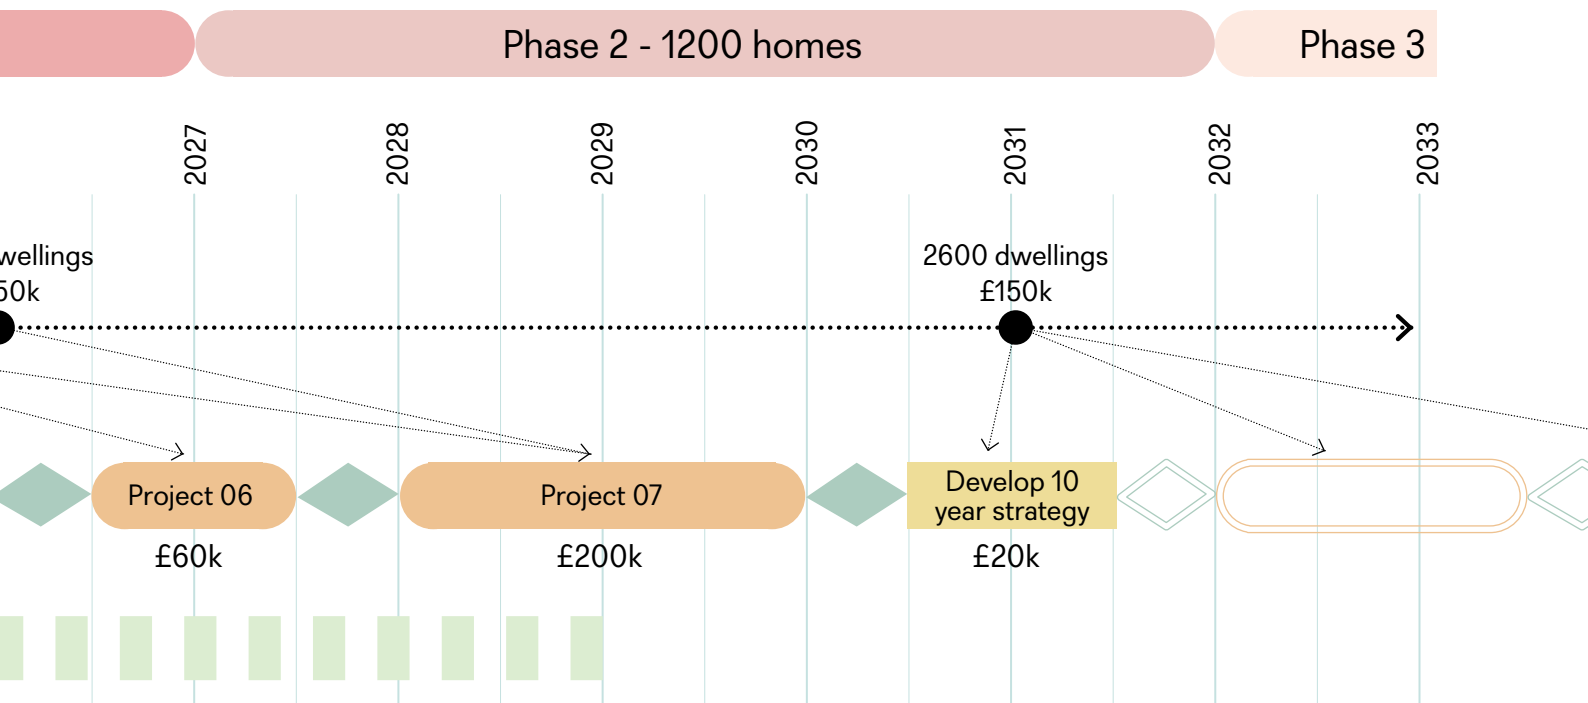 Phase 2 - 1200 homes
Phase 3
2027
2028
2029
2030
2031
2032
2033
wellings
50k
2600 dwellings
£150k
Project 06
Project 07
Develop 10
year strategy
£60k
£200k
£20k